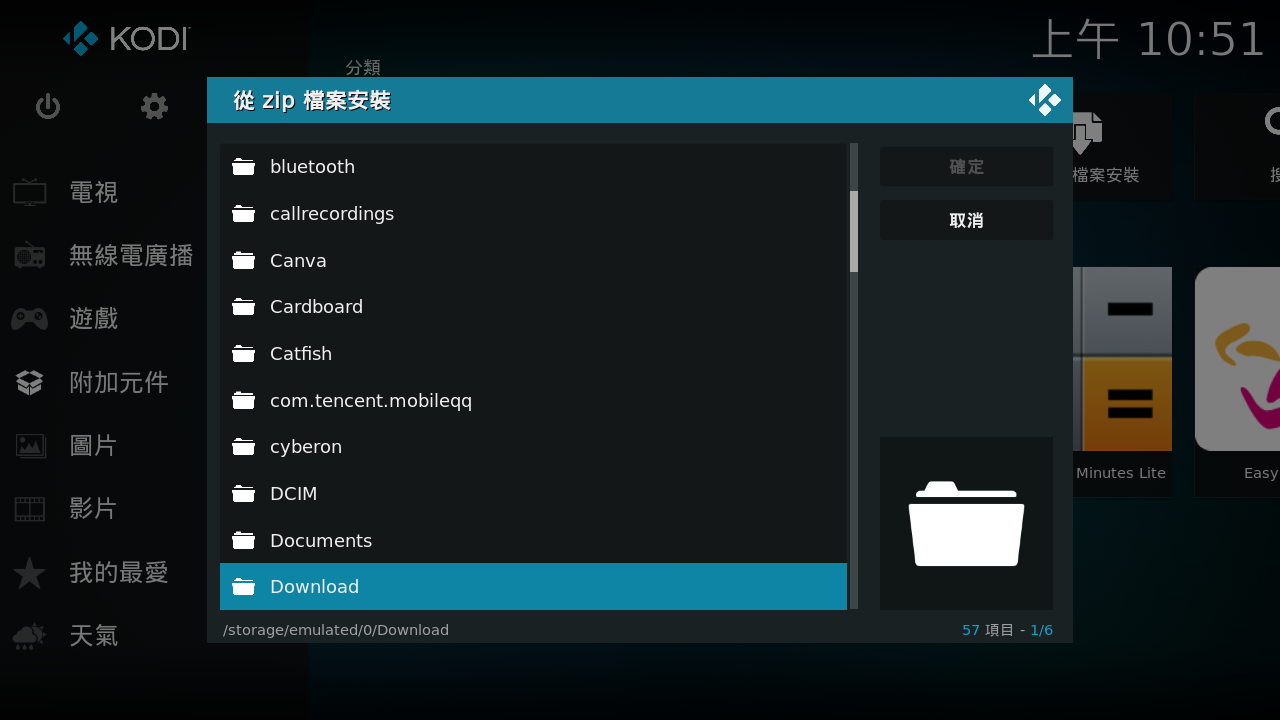 KODI
上午 10:51
分類
從 zip 檔案安裝
bluetooth
callrecordings
Canva
Cardboard
Catfish
com.tencent.mobileqq
cyberon
DCIM
Documents
Download
/storage/emulated/0/Download
57 項目 - 1/6
確定
取消
電視
無線電廣播
遊戲
附加元件
圖片
影片
我的最愛
天氣
檔案安裝
Minutes Lite
Easy